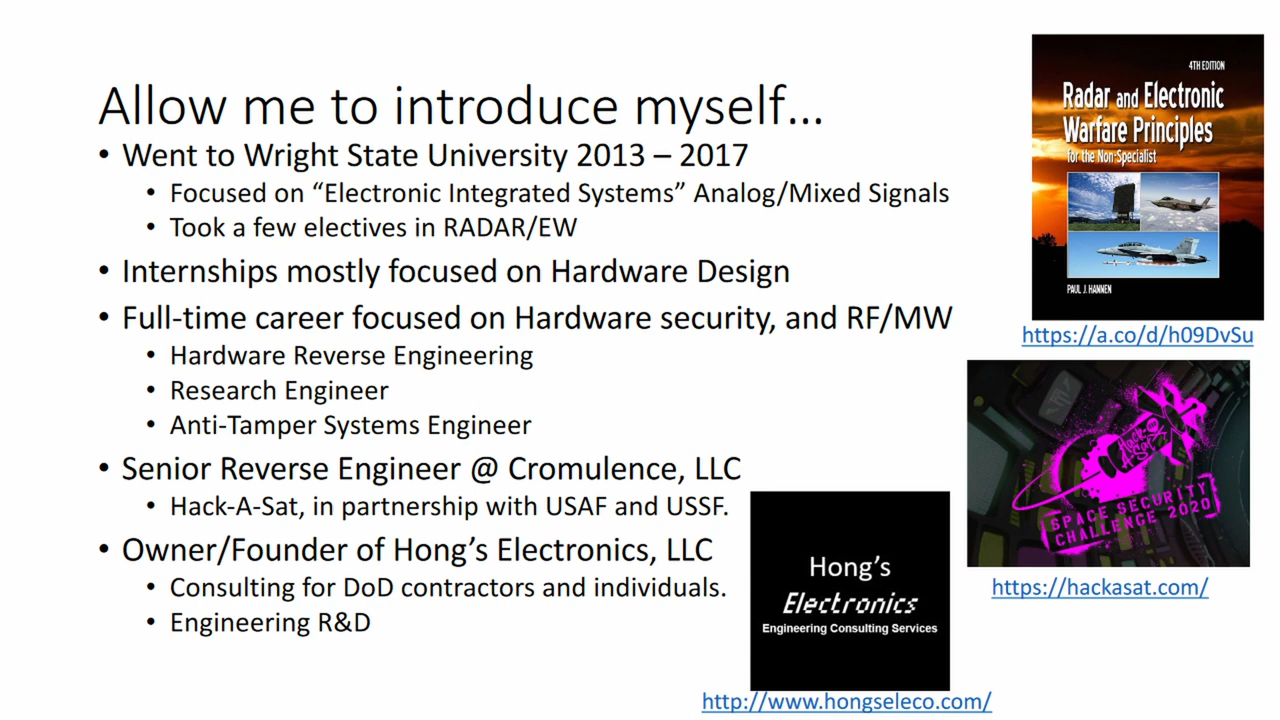 Allow me to introduce myself...
• Went to Wright State University 2013 – 2017
• Focused on “Electronic Integrated Systems” Analog/Mixed Signals
• Took a few electives in RADAR/EW
• Internships mostly focused on Hardware Design
• Full-time career focused on Hardware security, and RF/MW
• Hardware Reverse Engineering
• Research Engineer
• Anti-Tamper Systems Engineer
• Senior Reverse Engineer @ Cromulence, LLC
• Hack-A-Sat, in partnership with USAF and USSF.
• Owner/Founder of Hong’s Electronics, LLC
• Consulting for DoD contractors and individuals.
• Engineering R&D
4TH EDITION
Radar and Electronic
Warfare Principles
for the Non-Specialist
PAUL J. HANNEN
https://a.co/d/h09DvSu
Hack-
A-Sat
SPACE SECURITY
CHALLENGE 2020
https://hackasat.com/
Hong’s
Electronics
Engineering Consulting Services
http://www.hongseleco.com/